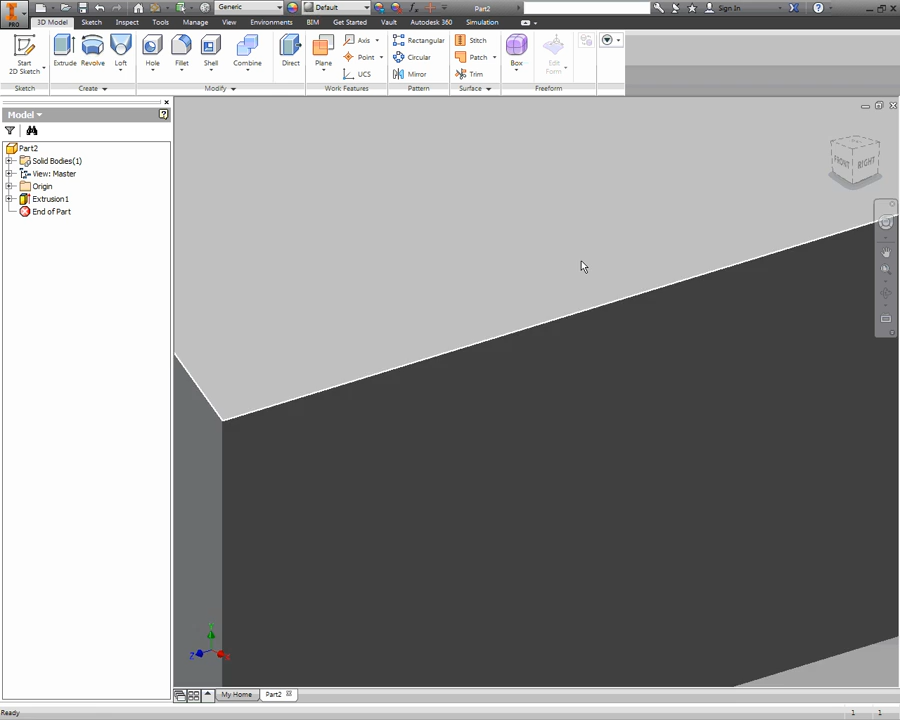 PRO
Generic
Default
Part2
Sign In
3D Model
Sketch
Inspect
Tools
Manage
View
Environments
BIM
Get Started
Vault
Autodesk 360
Simulation
Start
2D Sketch
Extrude
Revolve
Loft
Hole
Fillet
Shell
Combine
Direct
Plane
Axis
Point
UCS
Rectangular
Circular
Mirror
Stitch
Patch
Trim
Box
Edit
Form
Sketch
Create
Modify
Work Features
Pattern
Surface
Freeform
Model
Part2
Solid Bodies(1)
View: Master
Origin
Extrusion1
End of Part
FRONT
RIGHT
Y
Z
X
My Home
Part2
Ready
1
1